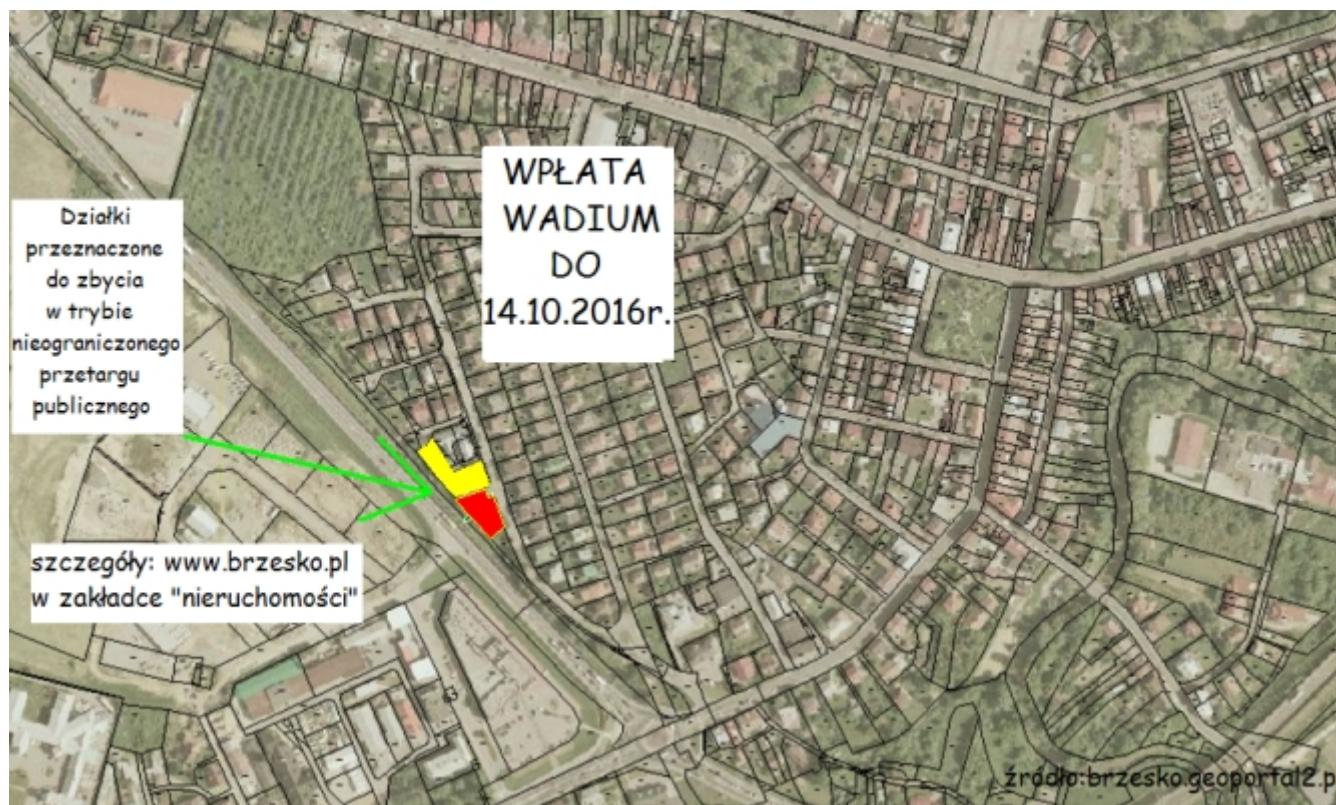 WPŁATA
WADIUM
DO
14.10.2016r.
Działki
przeznaczone
do zbycia
w trybie
nieograniczonego
przetargu
publicznego
szczegóły: www.brzesko.pl
w zakładce "nieruchomości"
źródło:brzesko.geoportal2.p